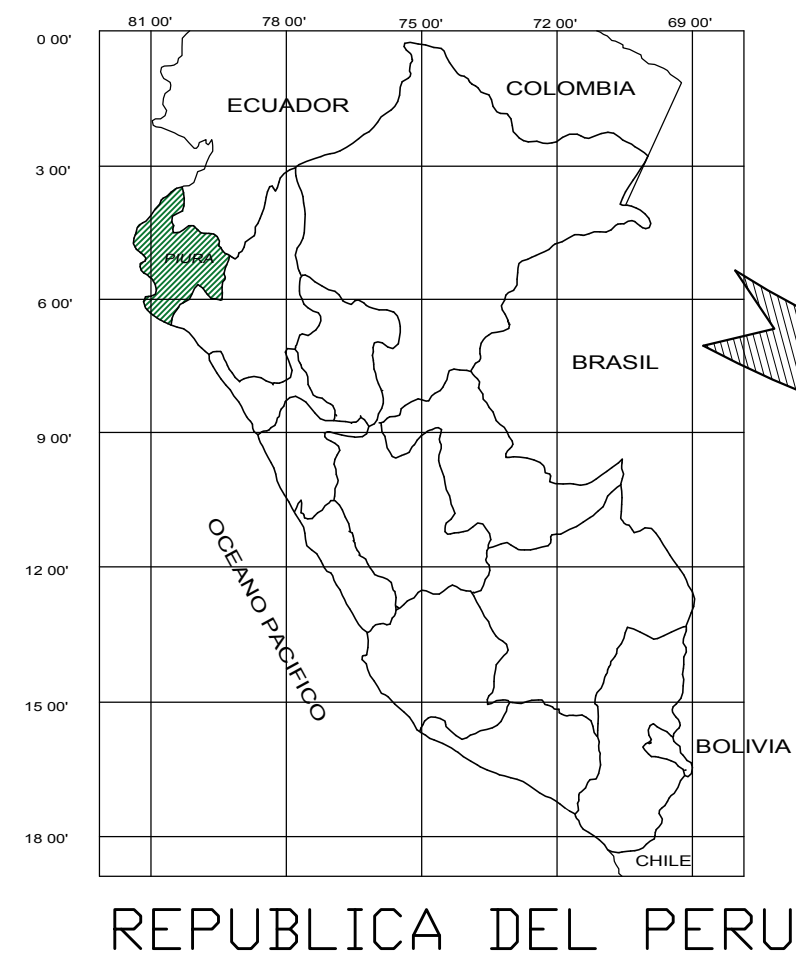 81 00' 78 00' 75 00' 72 00' 69 00'
0 00'
ECUADOR
COLOMBIA
3 00'
PIURA
6 00'
BRASIL
9 00'
OCEANO PACIFICO
12 00'
15 00'
BOLIVIA
18 00'
CHILE
REPUBLICA DEL PERU